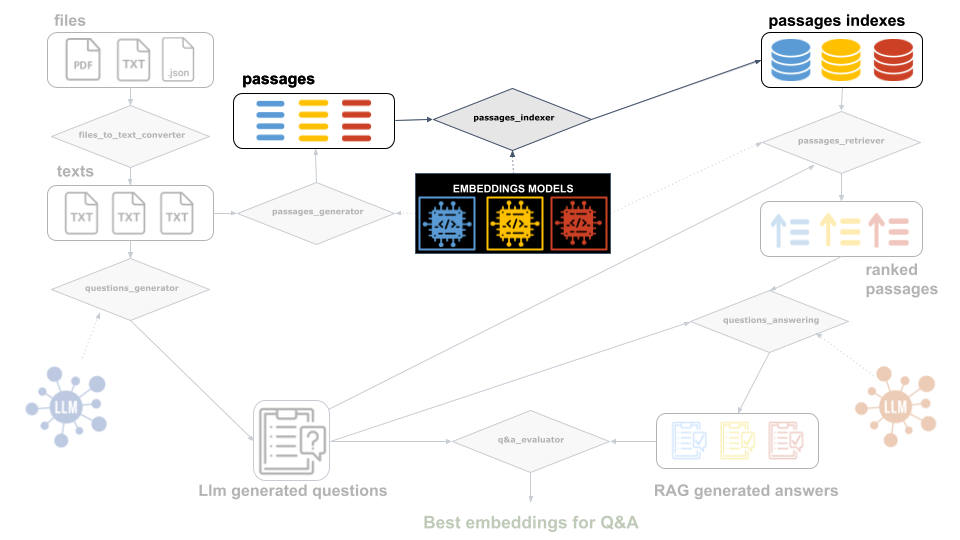 files
passages indexes
PDF
TXT
.json
passages
passages_indexer
files_to_text_converter
passages_retriever
texts
EMBEDDINGS MODELS
</>
</>
</>
TXT
TXT
TXT
passages_generator
ranked
passages
questions_generator
questions_answering
LLM
LLM
?
q&a_evaluator
Llm generated questions
RAG generated answers
Best embeddings for Q&A